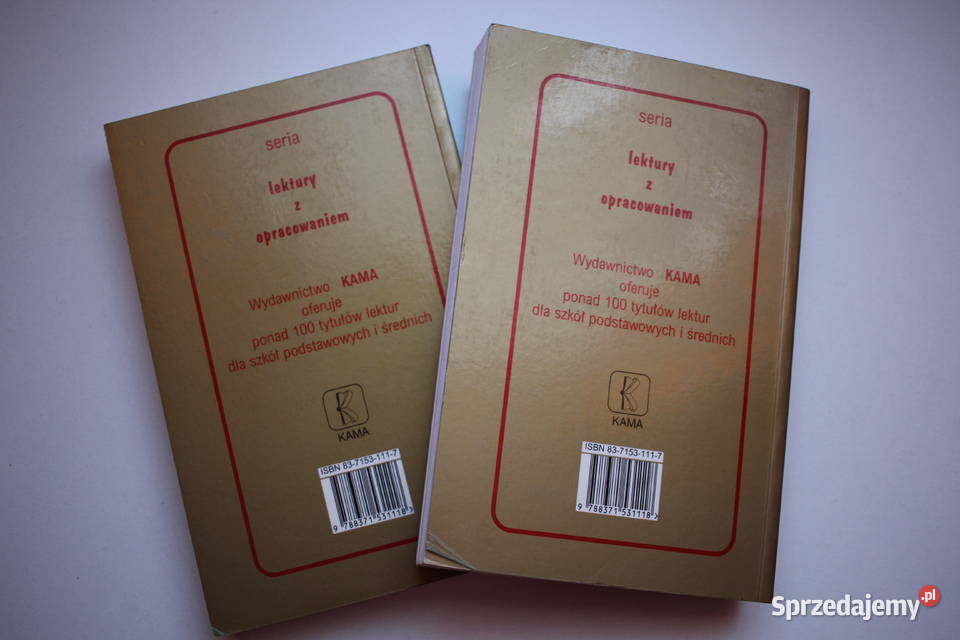 seria
lektury
z
opracowaniem
Wydawnictwo KAMA
oferuje
ponad 100 tytułów lektur
dla szkół podstawowych i średnich
KAMA
ISBN 83-7153-111-7
9 788371 531118
seria
lektury
z
opracowaniem
Wydawnictwo KAMA
oferuje
ponad 100 tytułów lektur
dla szkół podstawowych i średnich
KAMA
ISBN 83-7153-111-7
9 788371 531118
Sprzedajemy.pl